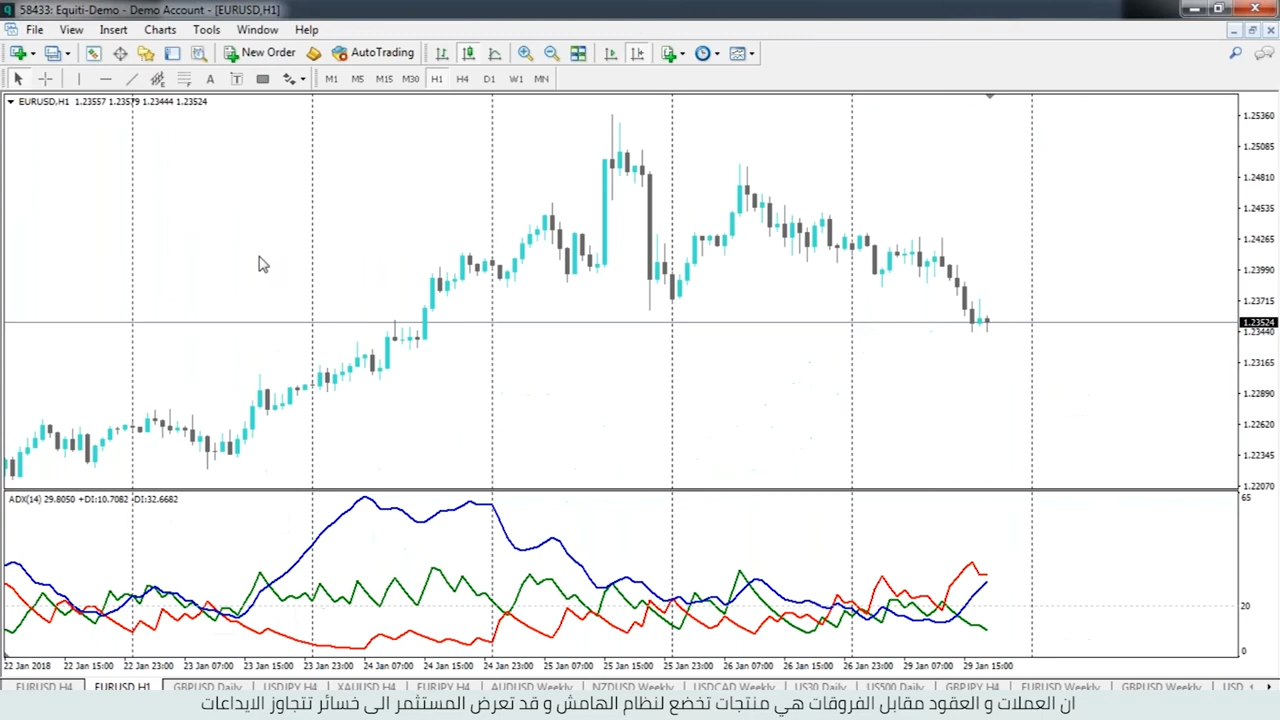 58433: Equiti-Demo - Demo Account - [EURUSD,H1]
File View Insert Charts Tools Window Help
New Order AutoTrading
A T M1 M5 M15 M30 H1 H4 D1 W1 MN
EURUSD,H1 1.23557 1.23579 1.23444 1.23524
1.25360
1.25085
1.24810
1.24535
1.24265
1.23990
1.23715
1.23524
1.23440
1.23165
1.22890
1.22620
1.22345
1.22070
ADX(14) 29.8050 +DI:10.7082 -DI:32.6682
65
20
0
22 Jan 2018 22 Jan 15:00 22 Jan 23:00 23 Jan 07:00 23 Jan 15:00 23 Jan 23:00 24 Jan 07:00 24 Jan 15:00 24 Jan 23:00 25 Jan 07:00 25 Jan 15:00 25 Jan 23:00 26 Jan 07:00 26 Jan 15:00 26 Jan 23:00 29 Jan 07:00 29 Jan 15:00
EURUSD H4 EURUSD H1 GBPUSD Daily USDJPY H4 XAUUSD H4 EURJPY H4 AUDUSD Weekly NZDUSD Weekly USDCAD Weekly US30 Daily US500 Daily GBPJPY H4 EURUSD Weekly GBPUSD Weekly USD
ان العملات و العقود مقابل الفروقات هي منتجات تخضع لنظام الهامش و قد تعرض المستثمر الى خسائر تتجاوز الايداعات